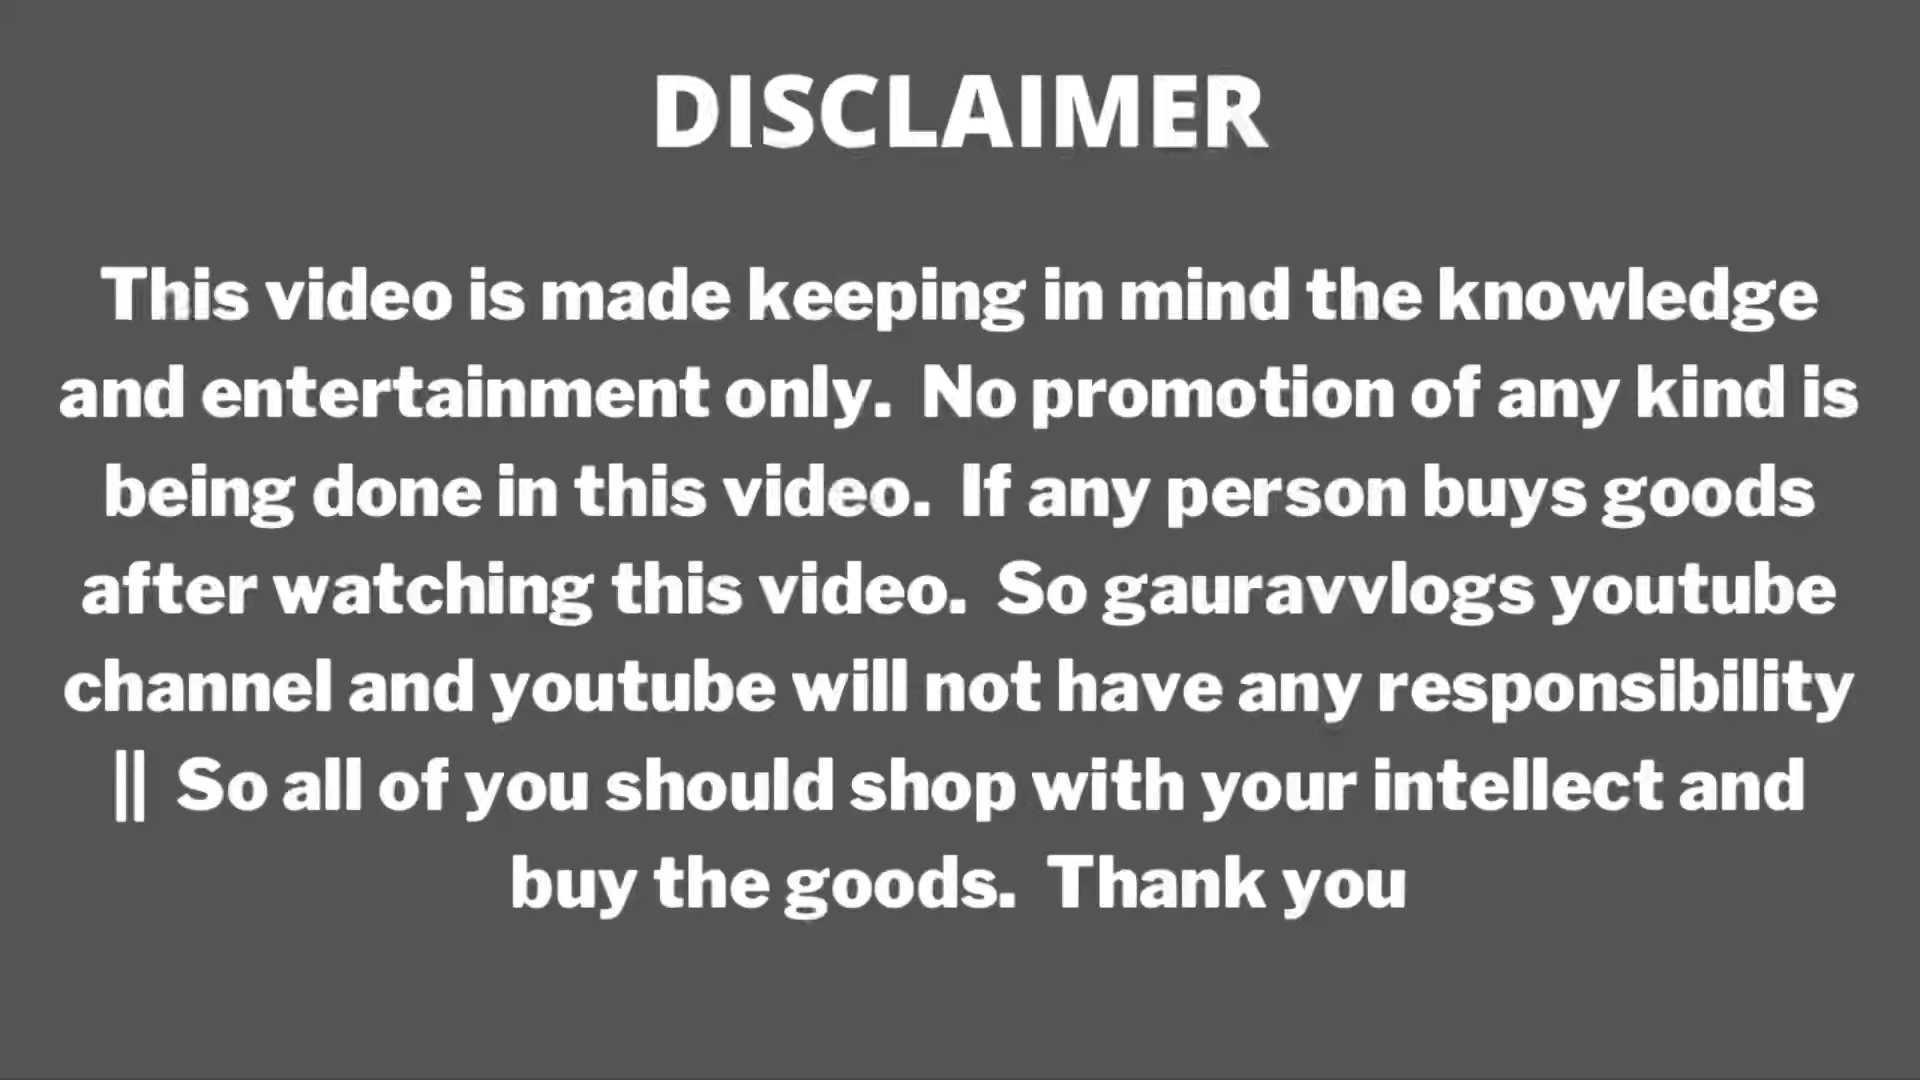 DISCLAIMER
This video is made keeping in mind the knowledge
and entertainment only. No promotion of any kind is
being done in this video. If any person buys goods
after watching this video. So gauravvlogs youtube
channel and youtube will not have any responsibility
|| So all of you should shop with your intellect and
buy the goods. Thank you